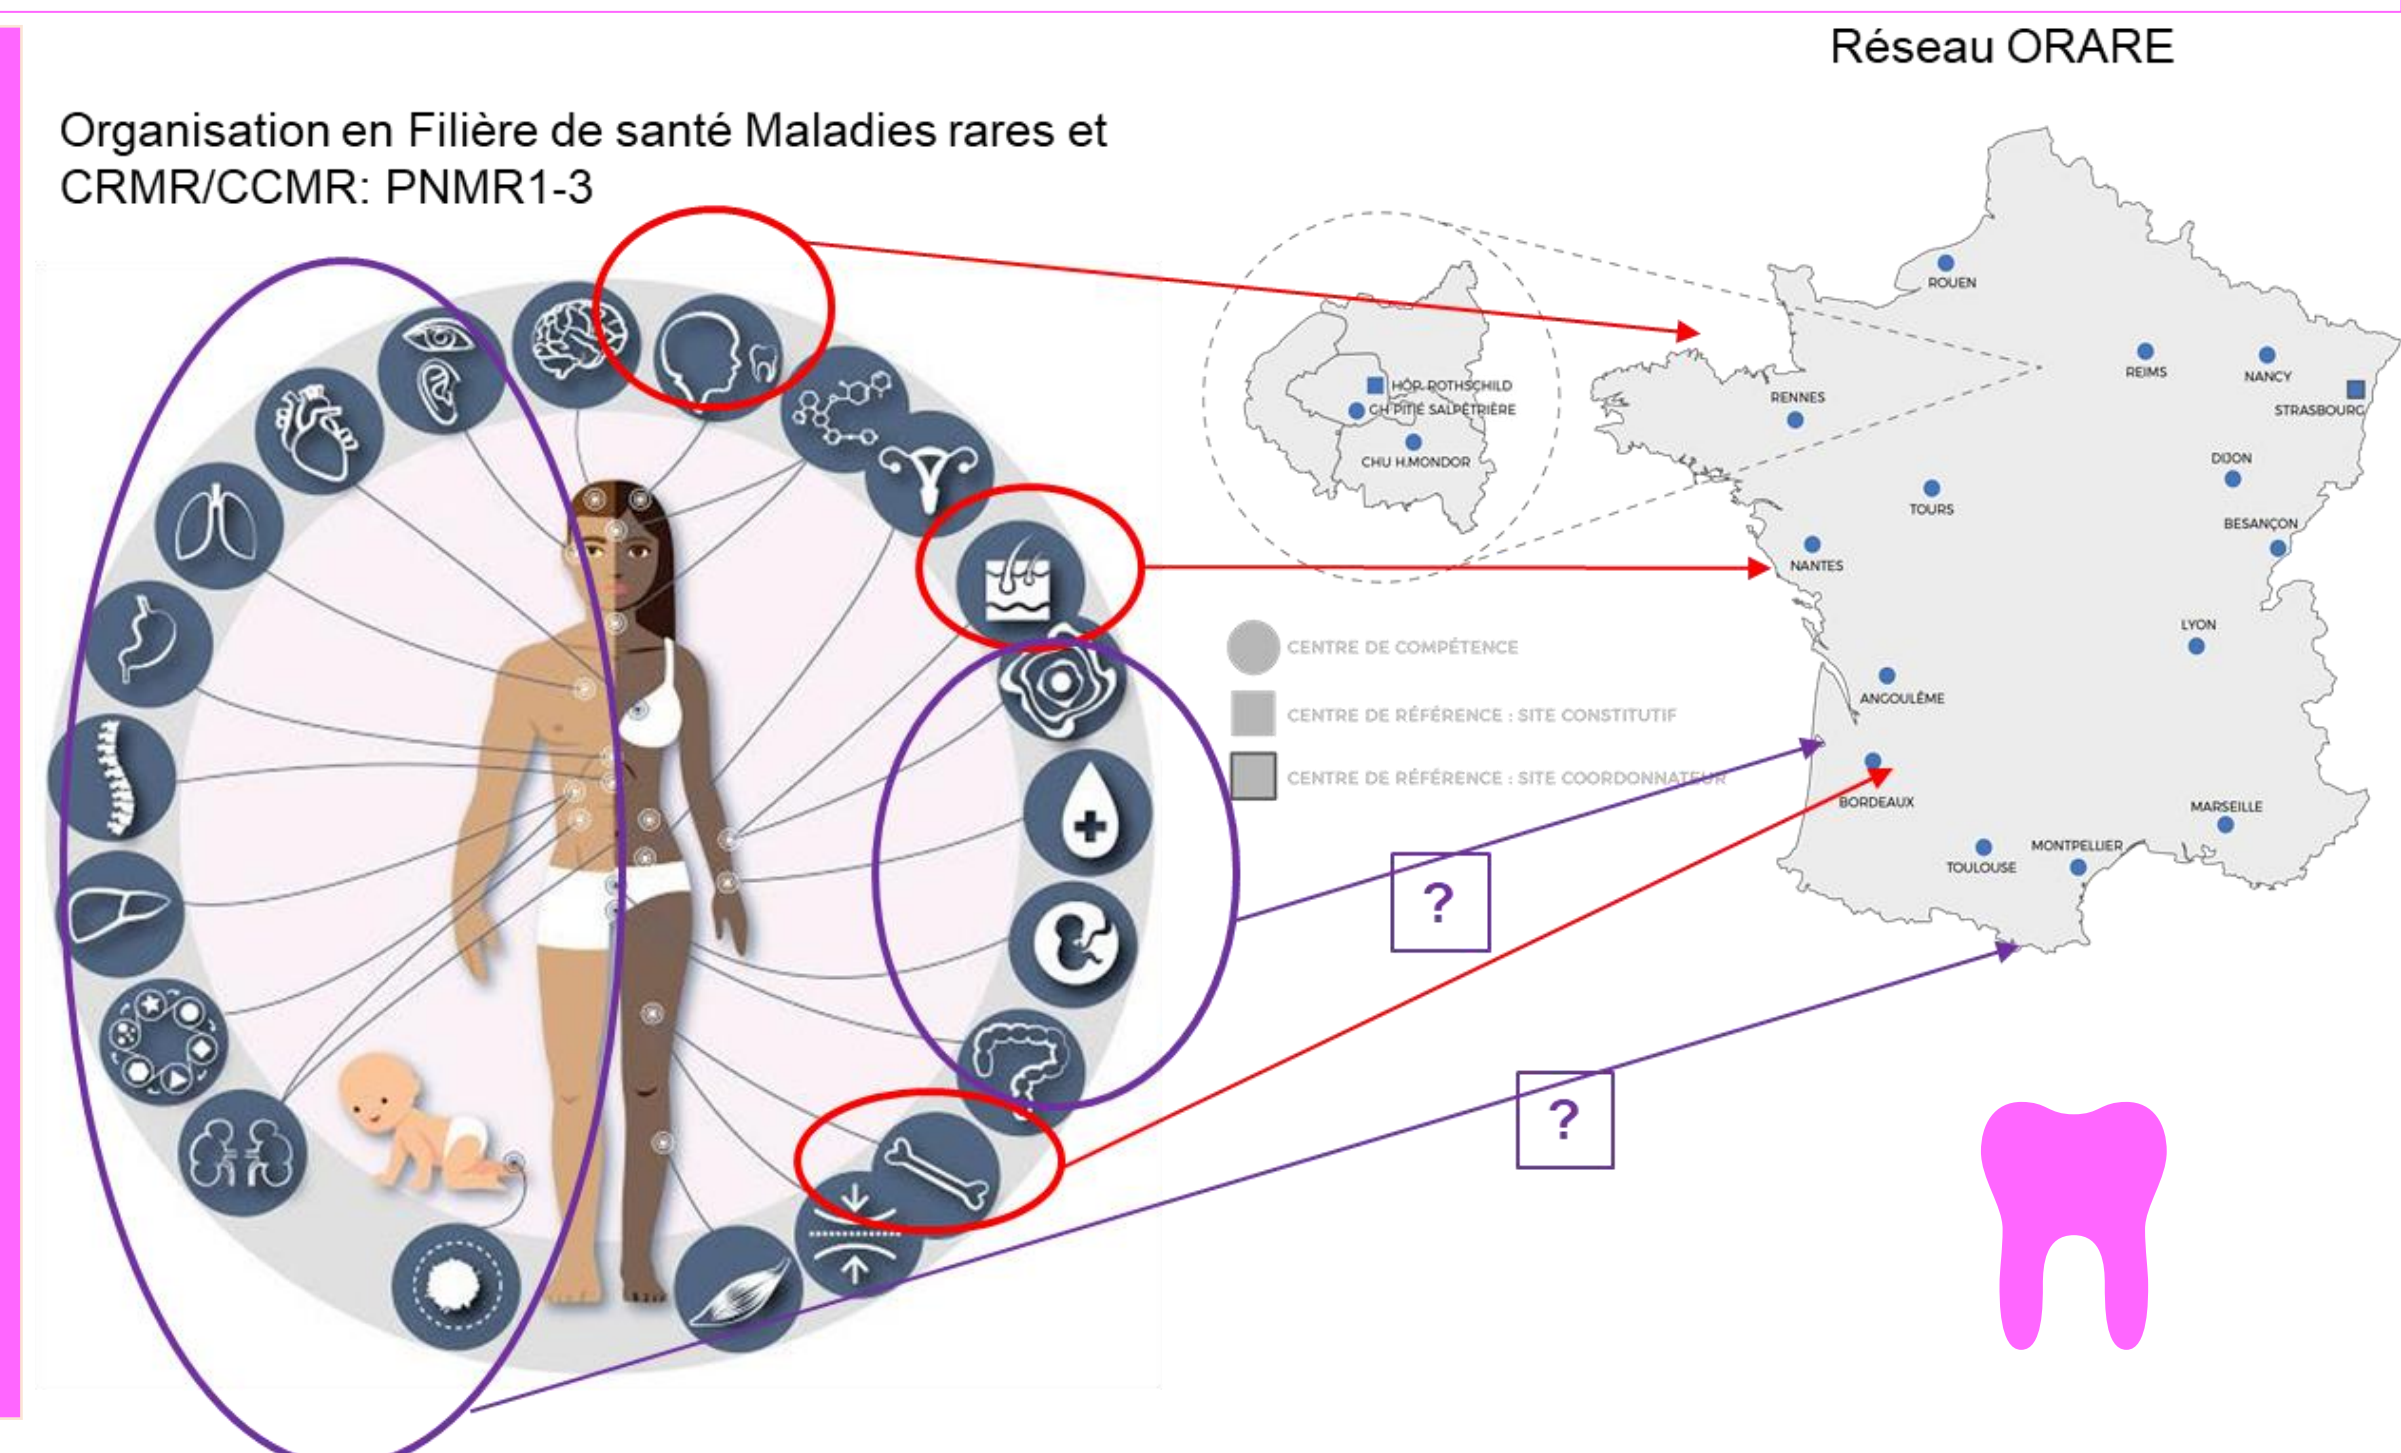 Réseau ORARE
Organisation en Filière de santé Maladies rares et
CRMR/CCMR: PNMR1-3
ROUEN
REIMS
NANCY
STRASBOURG
RENNES
HÔP. ROTHSCHILD
CH PITIÉ SALPÊTRIÈRE
CHU H.MONDOR
DIJON
TOURS
BESANÇON
NANTES
LYON
CENTRE DE COMPÉTENCE
ANGOULÊME
CENTRE DE RÉFÉRENCE : SITE CONSTITUTIF
CENTRE DE RÉFÉRENCE : SITE COORDONNATEUR
BORDEAUX
MARSEILLE
MONTPELLIER
TOULOUSE
?
?